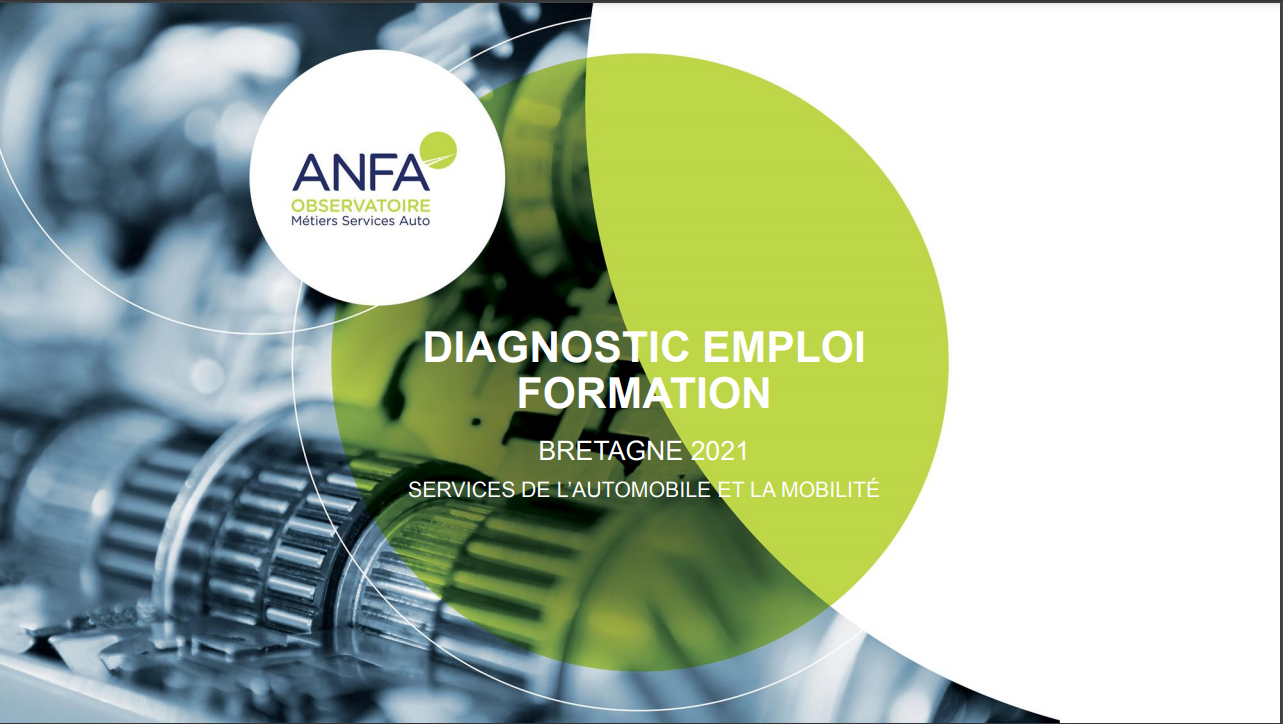 ANFA
OBSERVATOIRE
Métiers Services Auto
DIAGNOSTIC EMPLOI
FORMATION
BRETAGNE 2021
SERVICES DE L'AUTOMOBILE ET LA MOBILITÉ